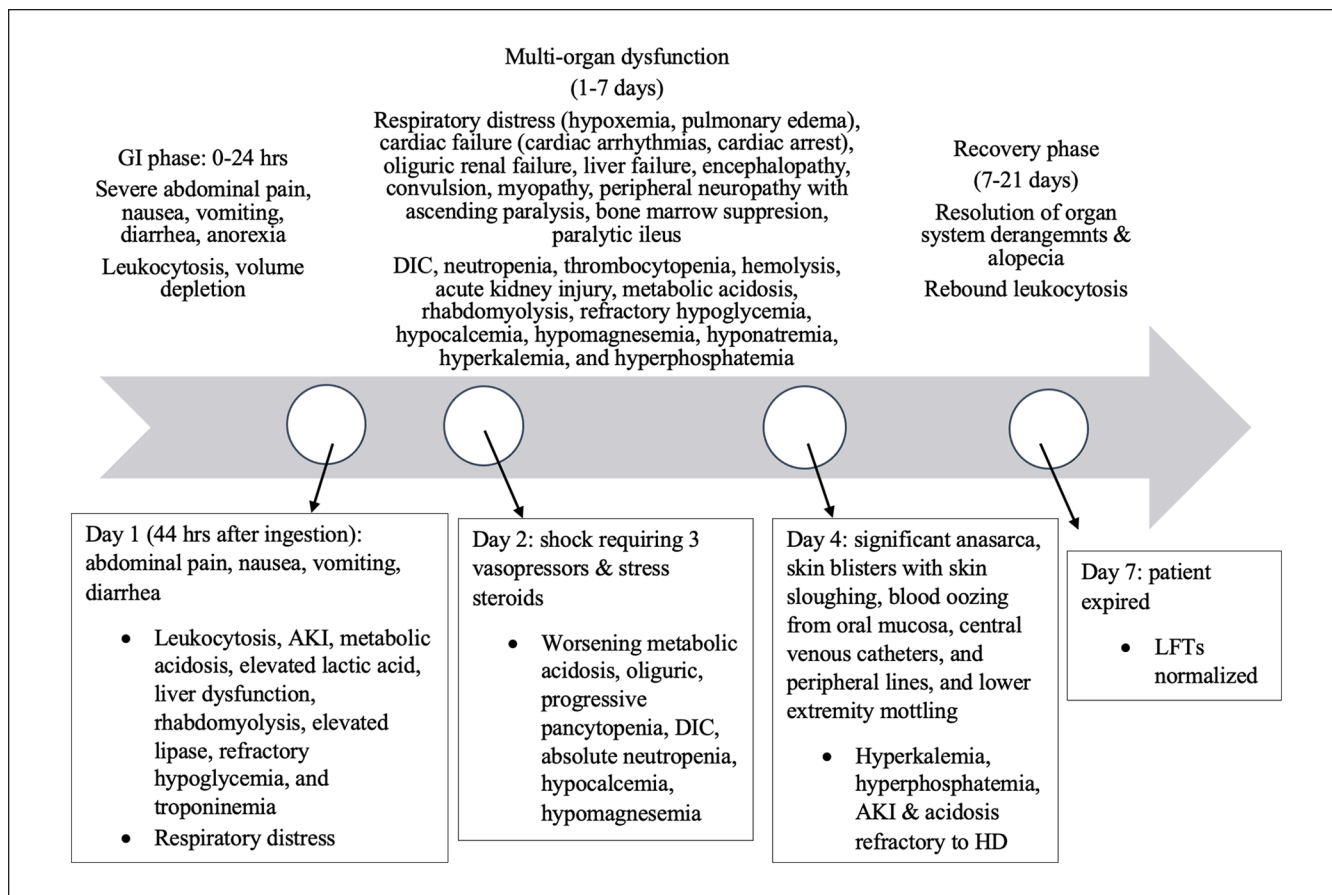 GI phase: 0-24 hrs
Severe abdominal pain,
nausea, vomiting,
diarrhea, anorexia
Leukocytosis, volume
depletion
Multi-organ dysfunction
(1-7 days)
Respiratory distress (hypoxemia, pulmonary edema),
cardiac failure (cardiac arrhythmias, cardiac arrest),
oliguric renal failure, liver failure, encephalopathy,
convulsion, myopathy, peripheral neuropathy with
ascending paralysis, bone marrow suppresion,
paralytic ileus
DIC, neutropenia, thrombocytopenia, hemolysis,
acute kidney injury, metabolic acidosis,
rhabdomyolysis, refractory hypoglycemia,
hypocalcemia, hypomagnesemia, hyponatremia,
hyperkalemia, and hyperphosphatemia
Recovery phase
(7-21 days)
Resolution of organ
system derangemnts &
alopecia
Rebound leukocytosis
Day 1 (44 hrs after ingestion):
abdominal pain, nausea, vomiting,
diarrhea
• Leukocytosis, AKI, metabolic
acidosis, elevated lactic acid,
liver dysfunction,
rhabdomyolysis, elevated
lipase, refractory
hypoglycemia, and
troponinemia
• Respiratory distress
Day 2: shock requiring 3
vasopressors & stress
steroids
• Worsening metabolic
acidosis, oliguric,
progressive
pancytopenia, DIC,
absolute neutropenia,
hypocalcemia,
hypomagnesemia
Day 4: significant anasarca,
skin blisters with skin
sloughing, blood oozing
from oral mucosa, central
venous catheters, and
peripheral lines, and lower
extremity mottling
• Hyperkalemia,
hyperphosphatemia,
AKI & acidosis
refractory to HD
Day 7: patient
expired
• LFTs
normalized